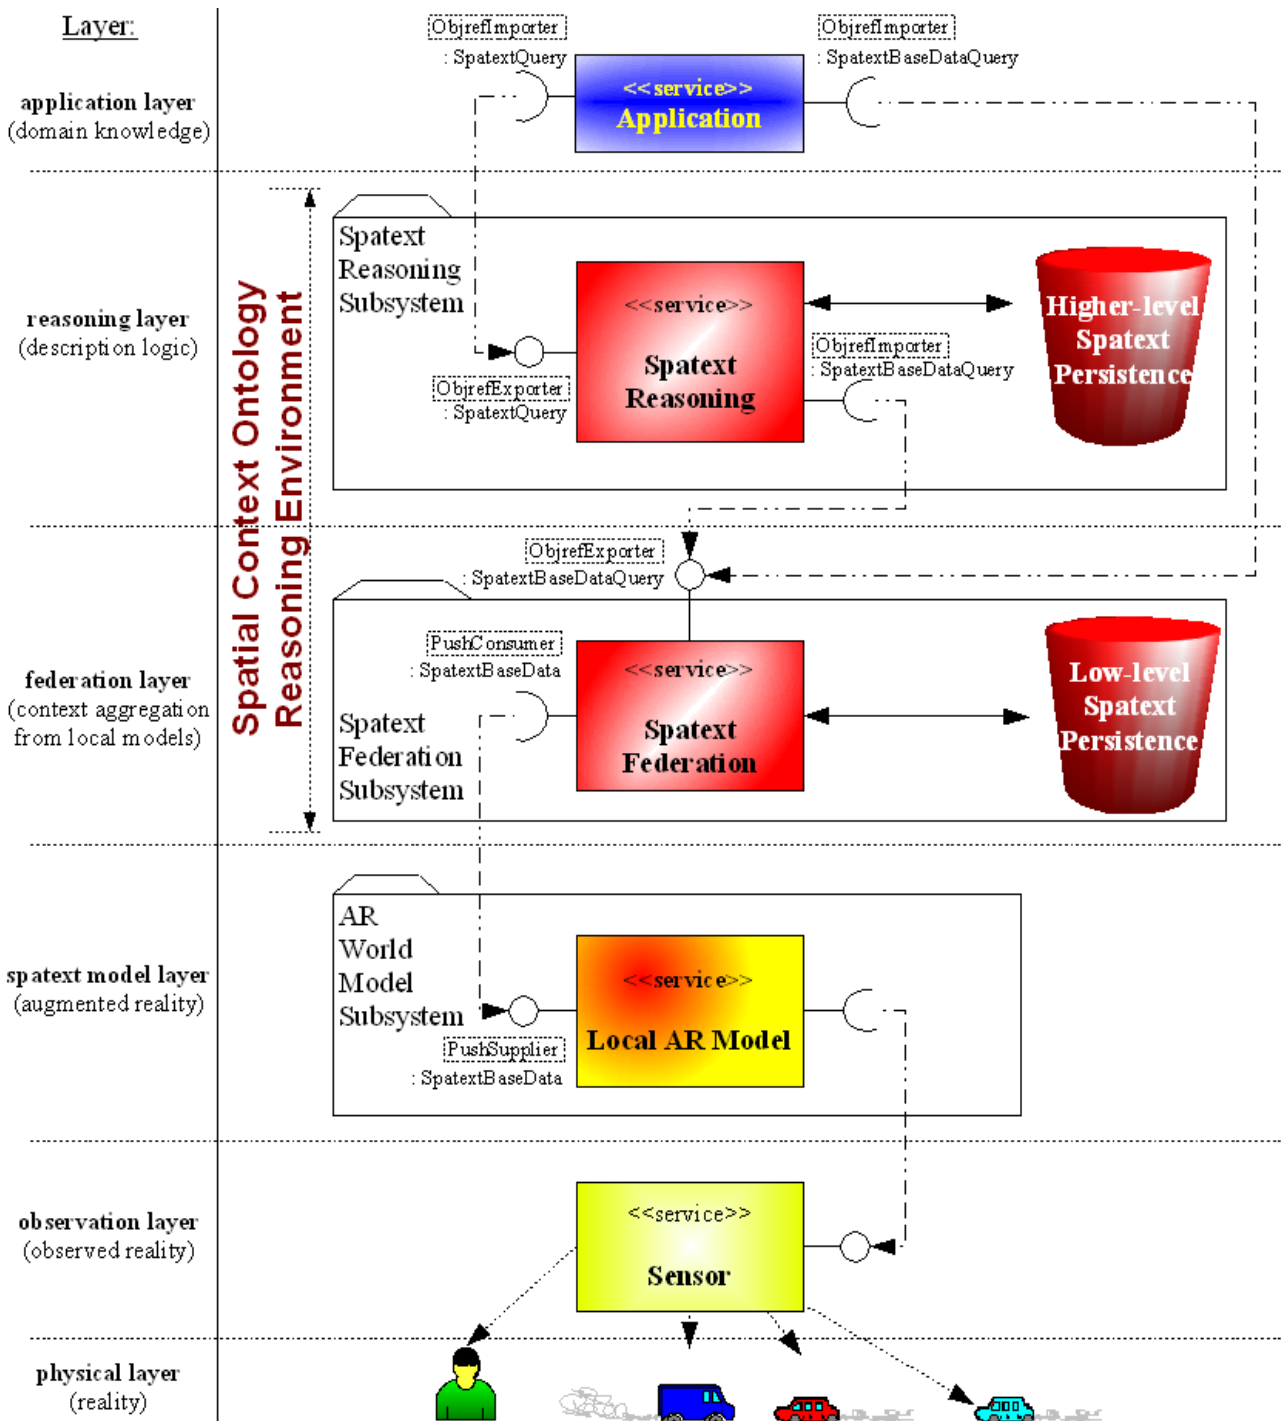 Layer:
ObjrefImporter
: SpatextQuery
ObjrefImporter
: SpatextBaseDataQuery
<<service>>
Application
application layer
(domain knowledge)
Spatial Context Ontology
Reasoning Environment
Spatext
Reasoning
Subsystem
<<service>>
Spatext
Reasoning
Higher-level
Spatext
Persistence
ObjrefImporter
: SpatextBaseDataQuery
ObjrefExporter
: SpatextQuery
reasoning layer
(description logic)
ObjrefExporter
: SpatextBaseDataQuery
PushConsumer
: SpatextBaseData
<<service>>
Spatext
Federation
Low-level
Spatext
Persistence
Spatext
Federation
Subsystem
federation layer
(context aggregation
from local models)
AR
World
Model
Subsystem
<<service>>
Local AR Model
PushSupplier
: SpatextBaseData
spatext model layer
(augmented reality)
<<service>>
Sensor
observation layer
(observed reality)
physical layer
(reality)